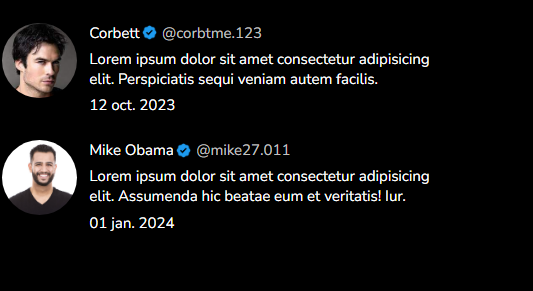 Corbett @corbtme.123
Lorem ipsum dolor sit amet consectetur adipisicing
elit. Perspiciatis sequi veniam autem facilis.
12 oct. 2023
Mike Obama @mike27.011
Lorem ipsum dolor sit amet consectetur adipisicing
elit. Assumenda hic beatae eum et veritatis! Iur.
01 jan. 2024